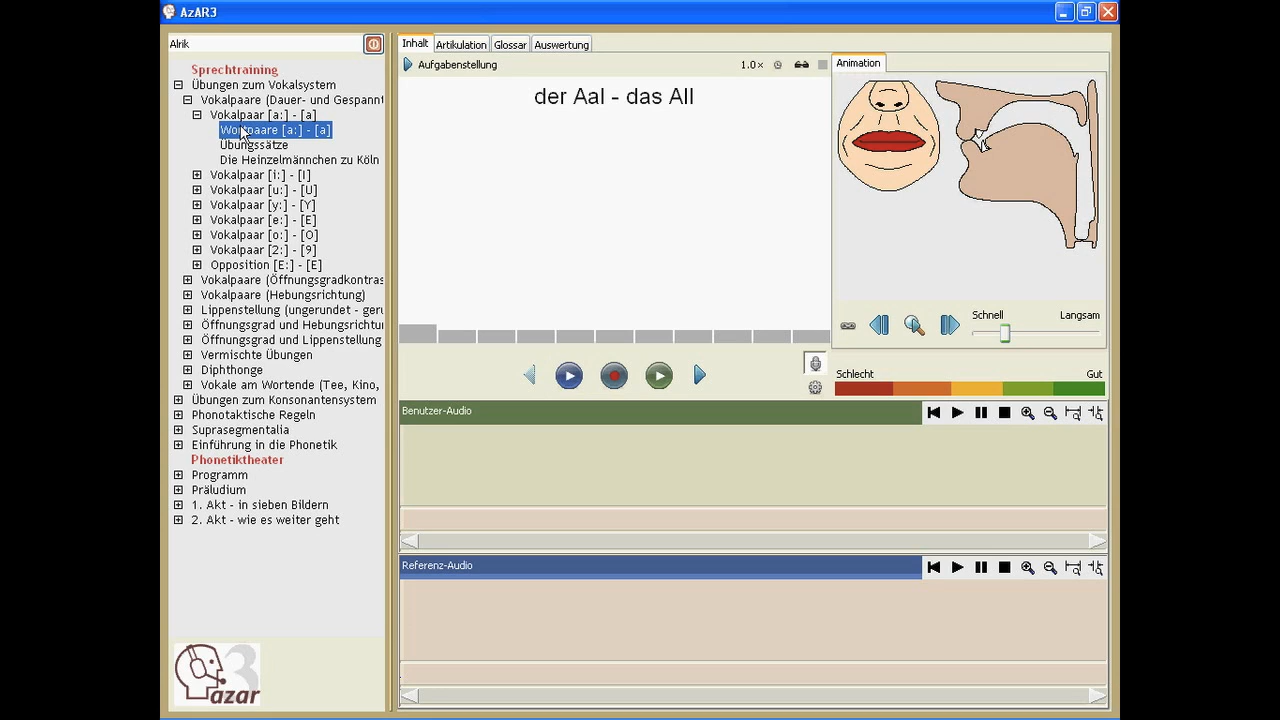 AzAR3
Alrik
Sprechtraining
Übungen zum Vokalsystem
Vokalpaare (Dauer- und Gespannt
Vokalpaar [a:] - [a]
Wortpaare [a:] - [a]
Übungssätze
Die Heinzelmännchen zu Köln
Vokalpaar [i:] - [I]
Vokalpaar [u:] - [U]
Vokalpaar [y:] - [Y]
Vokalpaar [e:] - [E]
Vokalpaar [o:] - [O]
Vokalpaar [2:] - [9]
Opposition [E:] - [E]
Vokalpaare (Öffnungsgradkontras
Vokalpaare (Hebungsrichtung)
Lippenstellung (ungerundet - geru
Öffnungsgrad und Hebungsrichtu
Öffnungsgrad und Lippenstellung
Vermischte Übungen
Diphthonge
Vokale am Wortende (Tee, Kino,
Übungen zum Konsonantensystem
Phonotaktische Regeln
Suprasegmentalia
Einführung in die Phonetik
Phonetiktheater
Programm
Präludium
1. Akt - in sieben Bildern
2. Akt - wie es weiter geht
3
azar
Inhalt Artikulation Glossar Auswertung
Aufgabenstellung 1.0×
der Aal - das All
Animation
Schnell Langsam
Schlecht Gut
Benutzer-Audio
Referenz-Audio